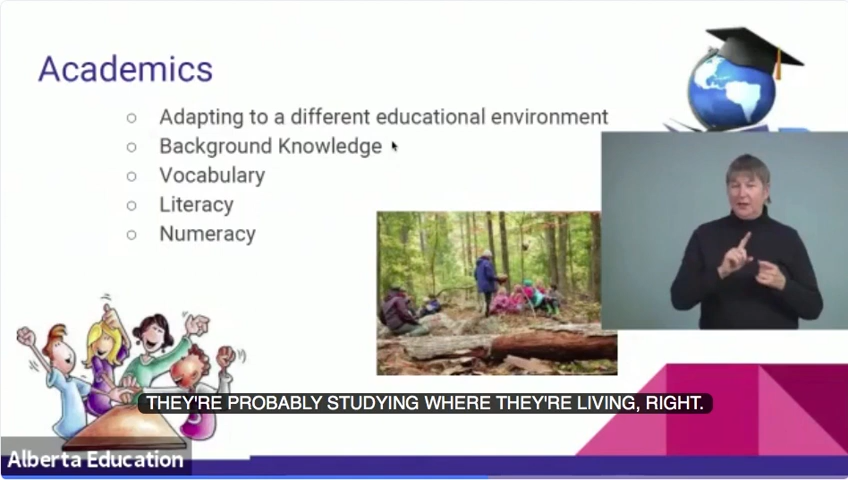 Academics
Adapting to a different educational environment
Background Knowledge
Vocabulary
Literacy
Numeracy
THEY'RE PROBABLY STUDYING WHERE THEY'RE LIVING, RIGHT.
Alberta Education